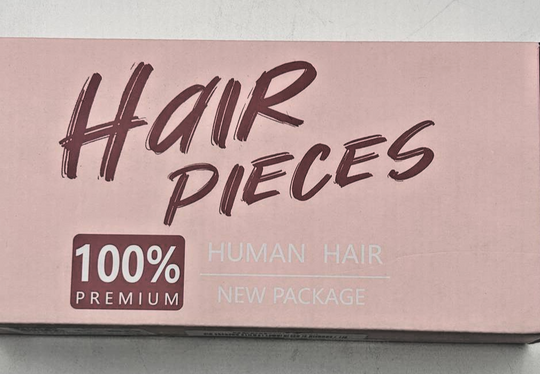 Hair
PIECES
100%
PREMIUM
HUMAN HAIR
NEW PACKAGE